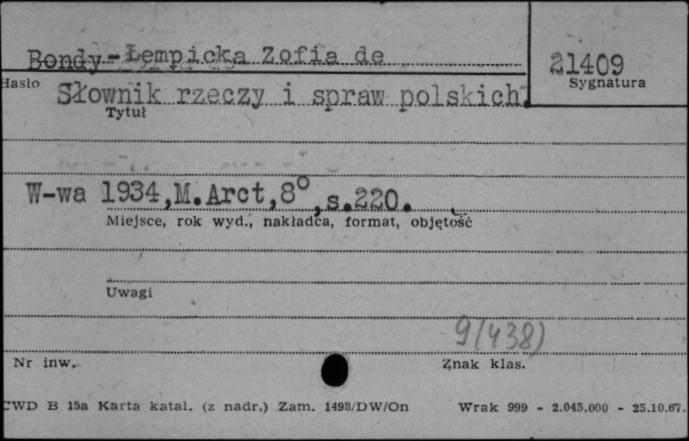 Bondy-Łempicka Zofia de
21409
Hasło
Sygnatura
Słownik rzeczy i spraw polskich.
Tytuł
W-wa 1934,M.Arct,8°,s.220.
Miejsce, rok wyd., nakładca, format, objętość
Uwagi
9(438)
Nr inw.
Znak klas.
CWD B 15a Karta katal. (z nadr.) Zam. 1493/DW/On Wrak 999 - 2.045.000 - 25.10.67.